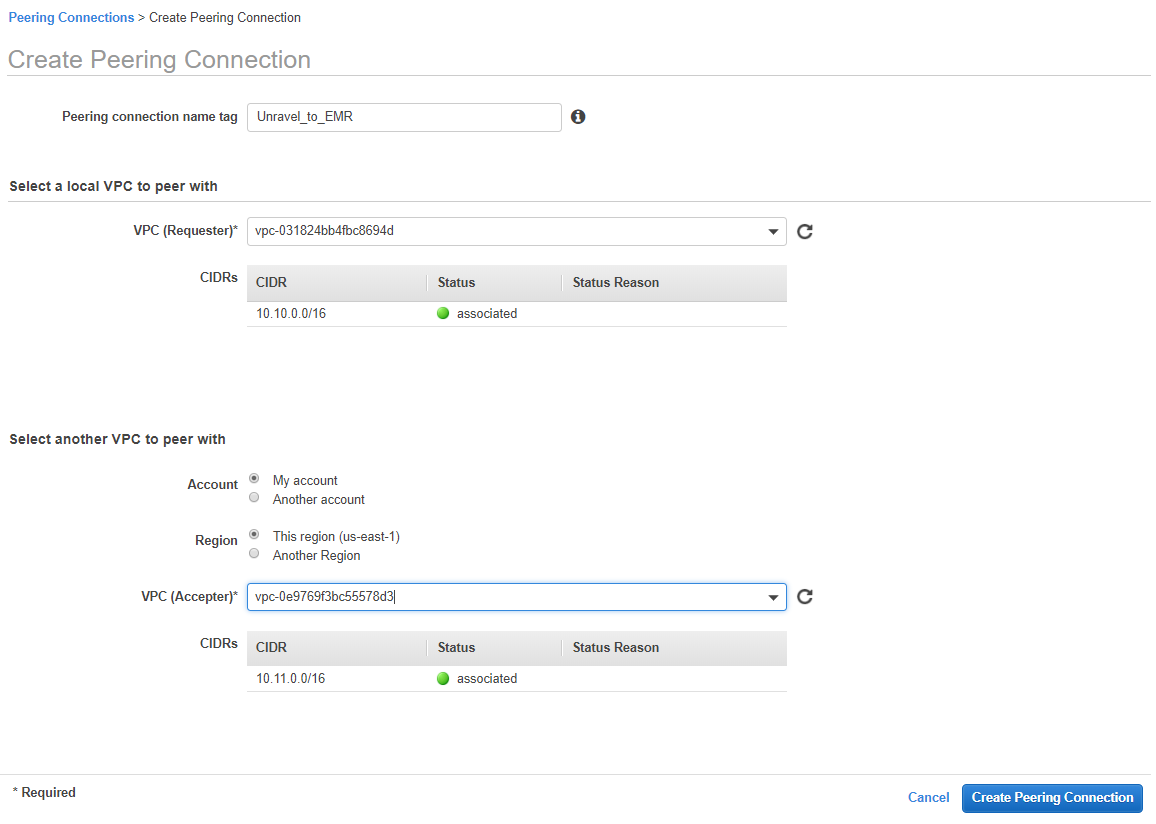 Peering Connections > Create Peering Connection
Create Peering Connection
Peering connection name tag Unravel_to_EMR
Select a local VPC to peer with
VPC (Requester)* vpc-031824bb4fbc8694d
CIDRs CIDR Status Status Reason
10.10.0.0/16 associated
Select another VPC to peer with
Account My account
Another account
Region This region (us-east-1)
Another Region
VPC (Accepter)* vpc-0e9769f3bc55578d3
CIDRs CIDR Status Status Reason
10.11.0.0/16 associated
* Required Cancel Create Peering Connection